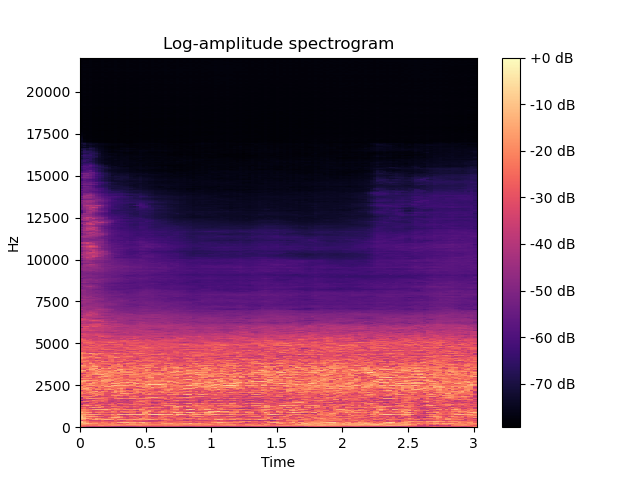 Log-amplitude spectrogram
Hz
20000
17500
15000
12500
10000
7500
5000
2500
0
0
0.5
1
1.5
2
2.5
3
Time
+0 dB
-10 dB
-20 dB
-30 dB
-40 dB
-50 dB
-60 dB
-70 dB